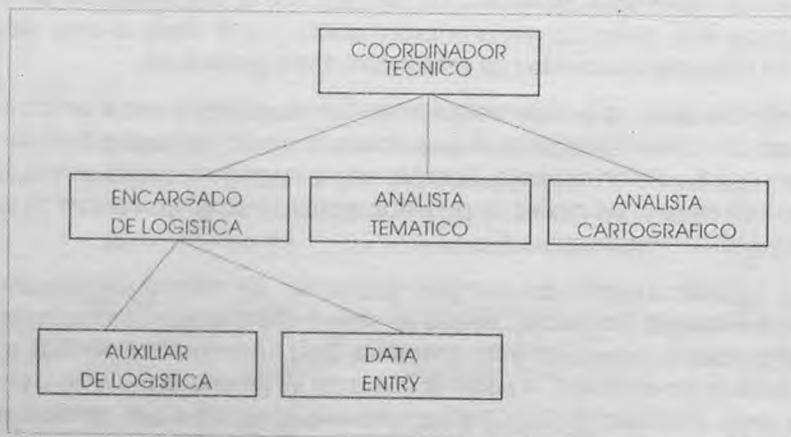 COORDINADOR
TECNICO
ENCARGADO
DE LOGISTICA
ANALISTA
TEMATICO
ANALISTA
CARTOGRAFICO
AUXILIAR
DE LOGISTICA
DATA
ENTRY